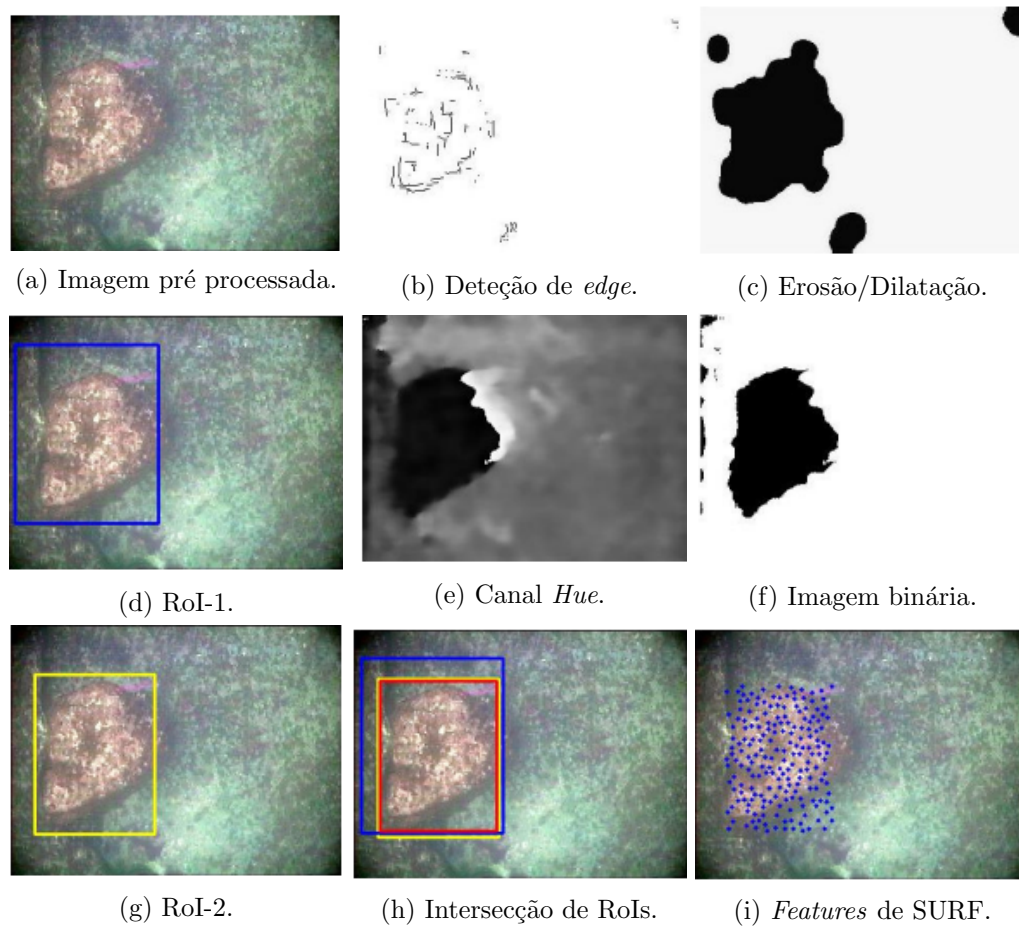 (a) Imagem pré processada.
(b) Deteção de edge.
(c) Erosão/Dilatação.
(d) RoI-1.
(e) Canal Hue.
(f) Imagem binária.
(g) RoI-2.
(h) Intersecção de RoIs.
(i) Features de SURF.